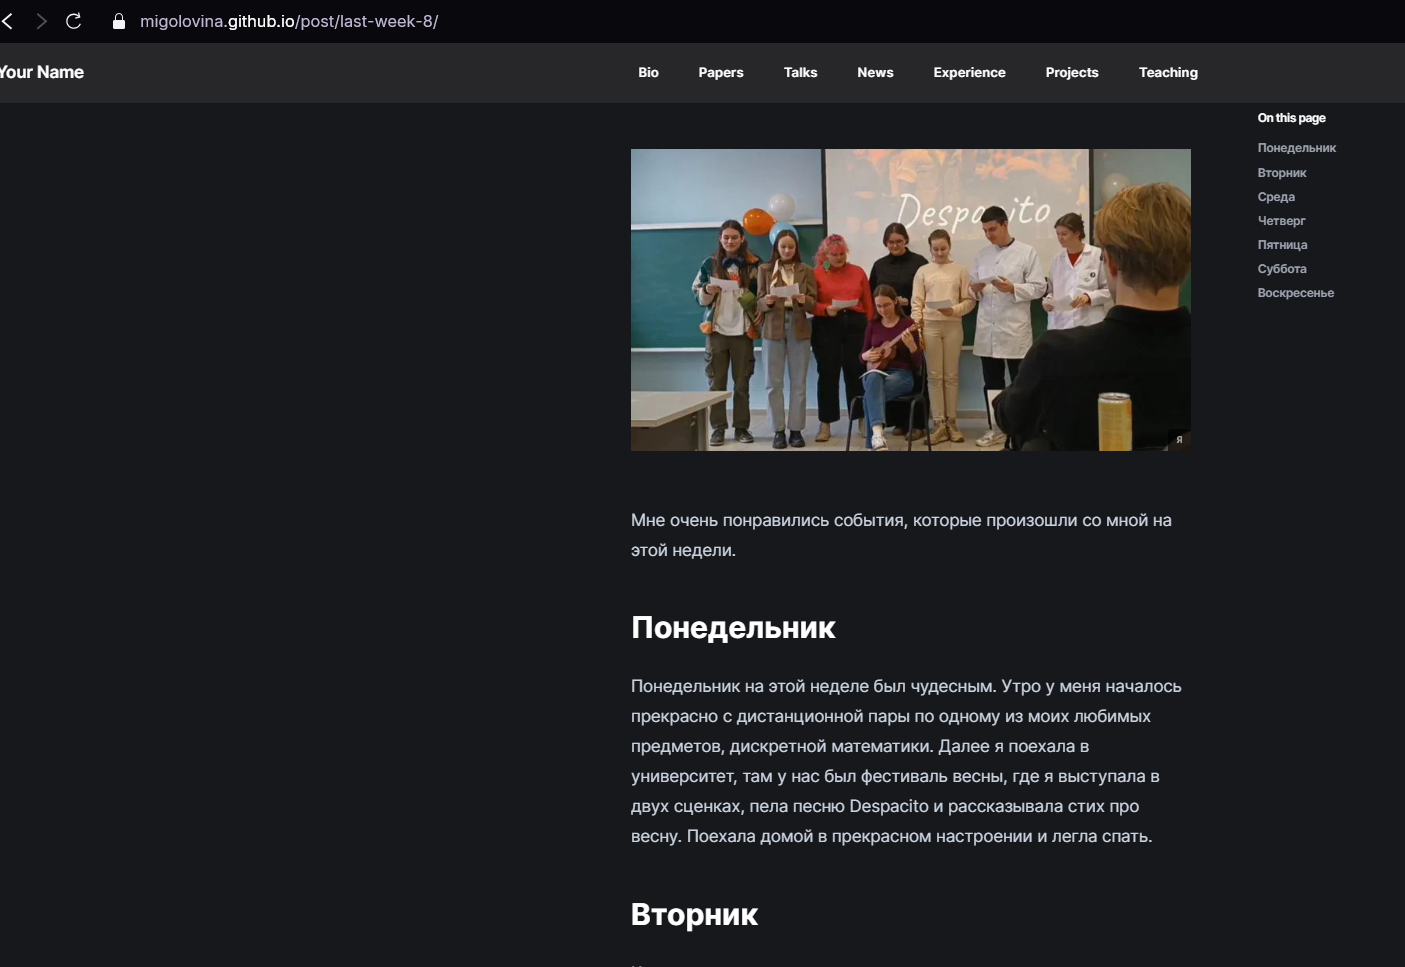 migolovina.github.io/post/last-week-8/
Your Name
Bio Papers Talks News Experience Projects Teaching
On this page
Понедельник
Вторник
Среда
Четверг
Пятница
Суббота
Воскресенье
Despacito
я
Мне очень понравились события, которые произошли со мной на
этой недели.
Понедельник
Понедельник на этой неделе был чудесным. Утро у меня началось
прекрасно с дистанционной пары по одному из моих любимых
предметов, дискретной математики. Далее я поехала в
университет, там у нас был фестиваль весны, где я выступала в
двух сценках, пела песню Despacito и рассказывала стих про
весну. Поехала домой в прекрасном настроении и легла спать.
Вторник